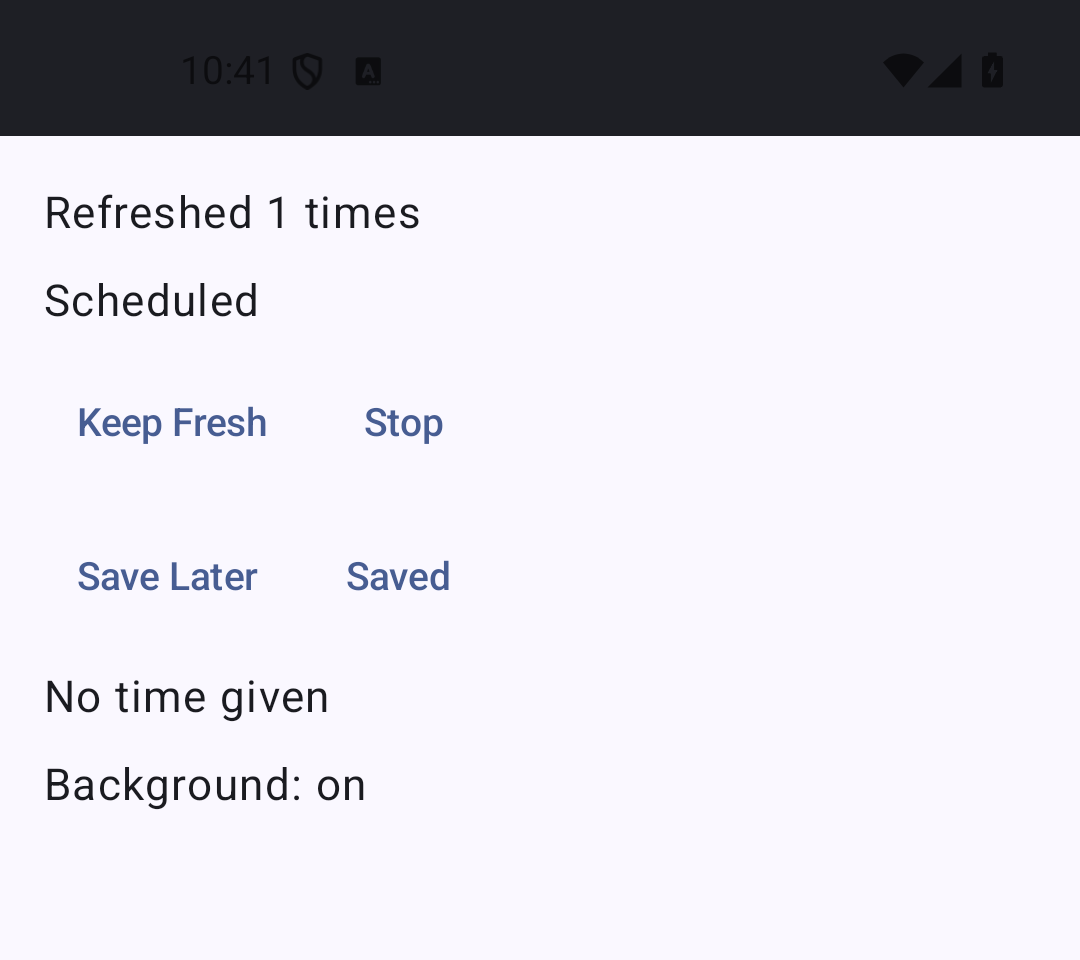 10:41
Refreshed 1 times
Scheduled
Keep Fresh Stop
Save Later Saved
No time given
Background: on